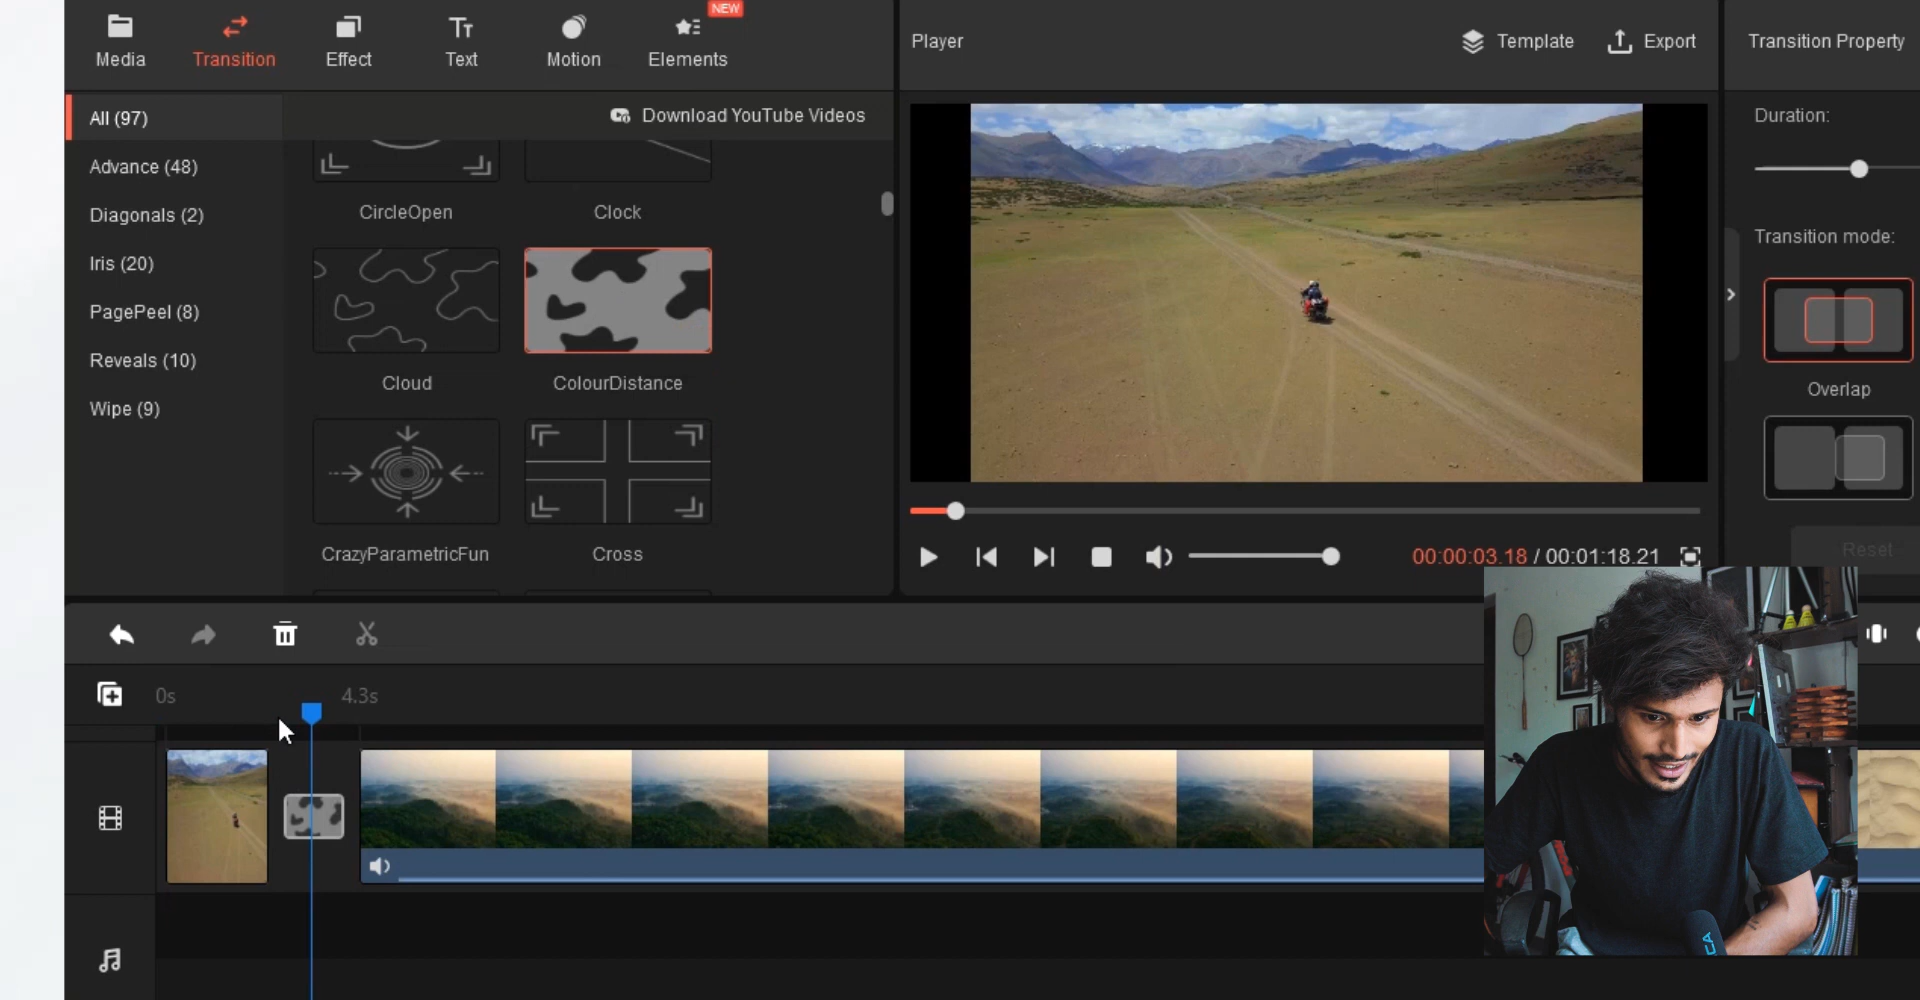 NEW
Media
Transition
Effect
Text
Motion
Elements
Player
Template
Export
Transition Property
All (97)
Download YouTube Videos
Duration:
Advance (48)
Diagonals (2)
CircleOpen
Clock
Iris (20)
Transition mode:
PagePeel (8)
Reveals (10)
Cloud
ColourDistance
Overlap
Wipe (9)
CrazyParametricFun
Cross
00:00:03.18 / 00:01:18.21
Reset
0s
4.3s